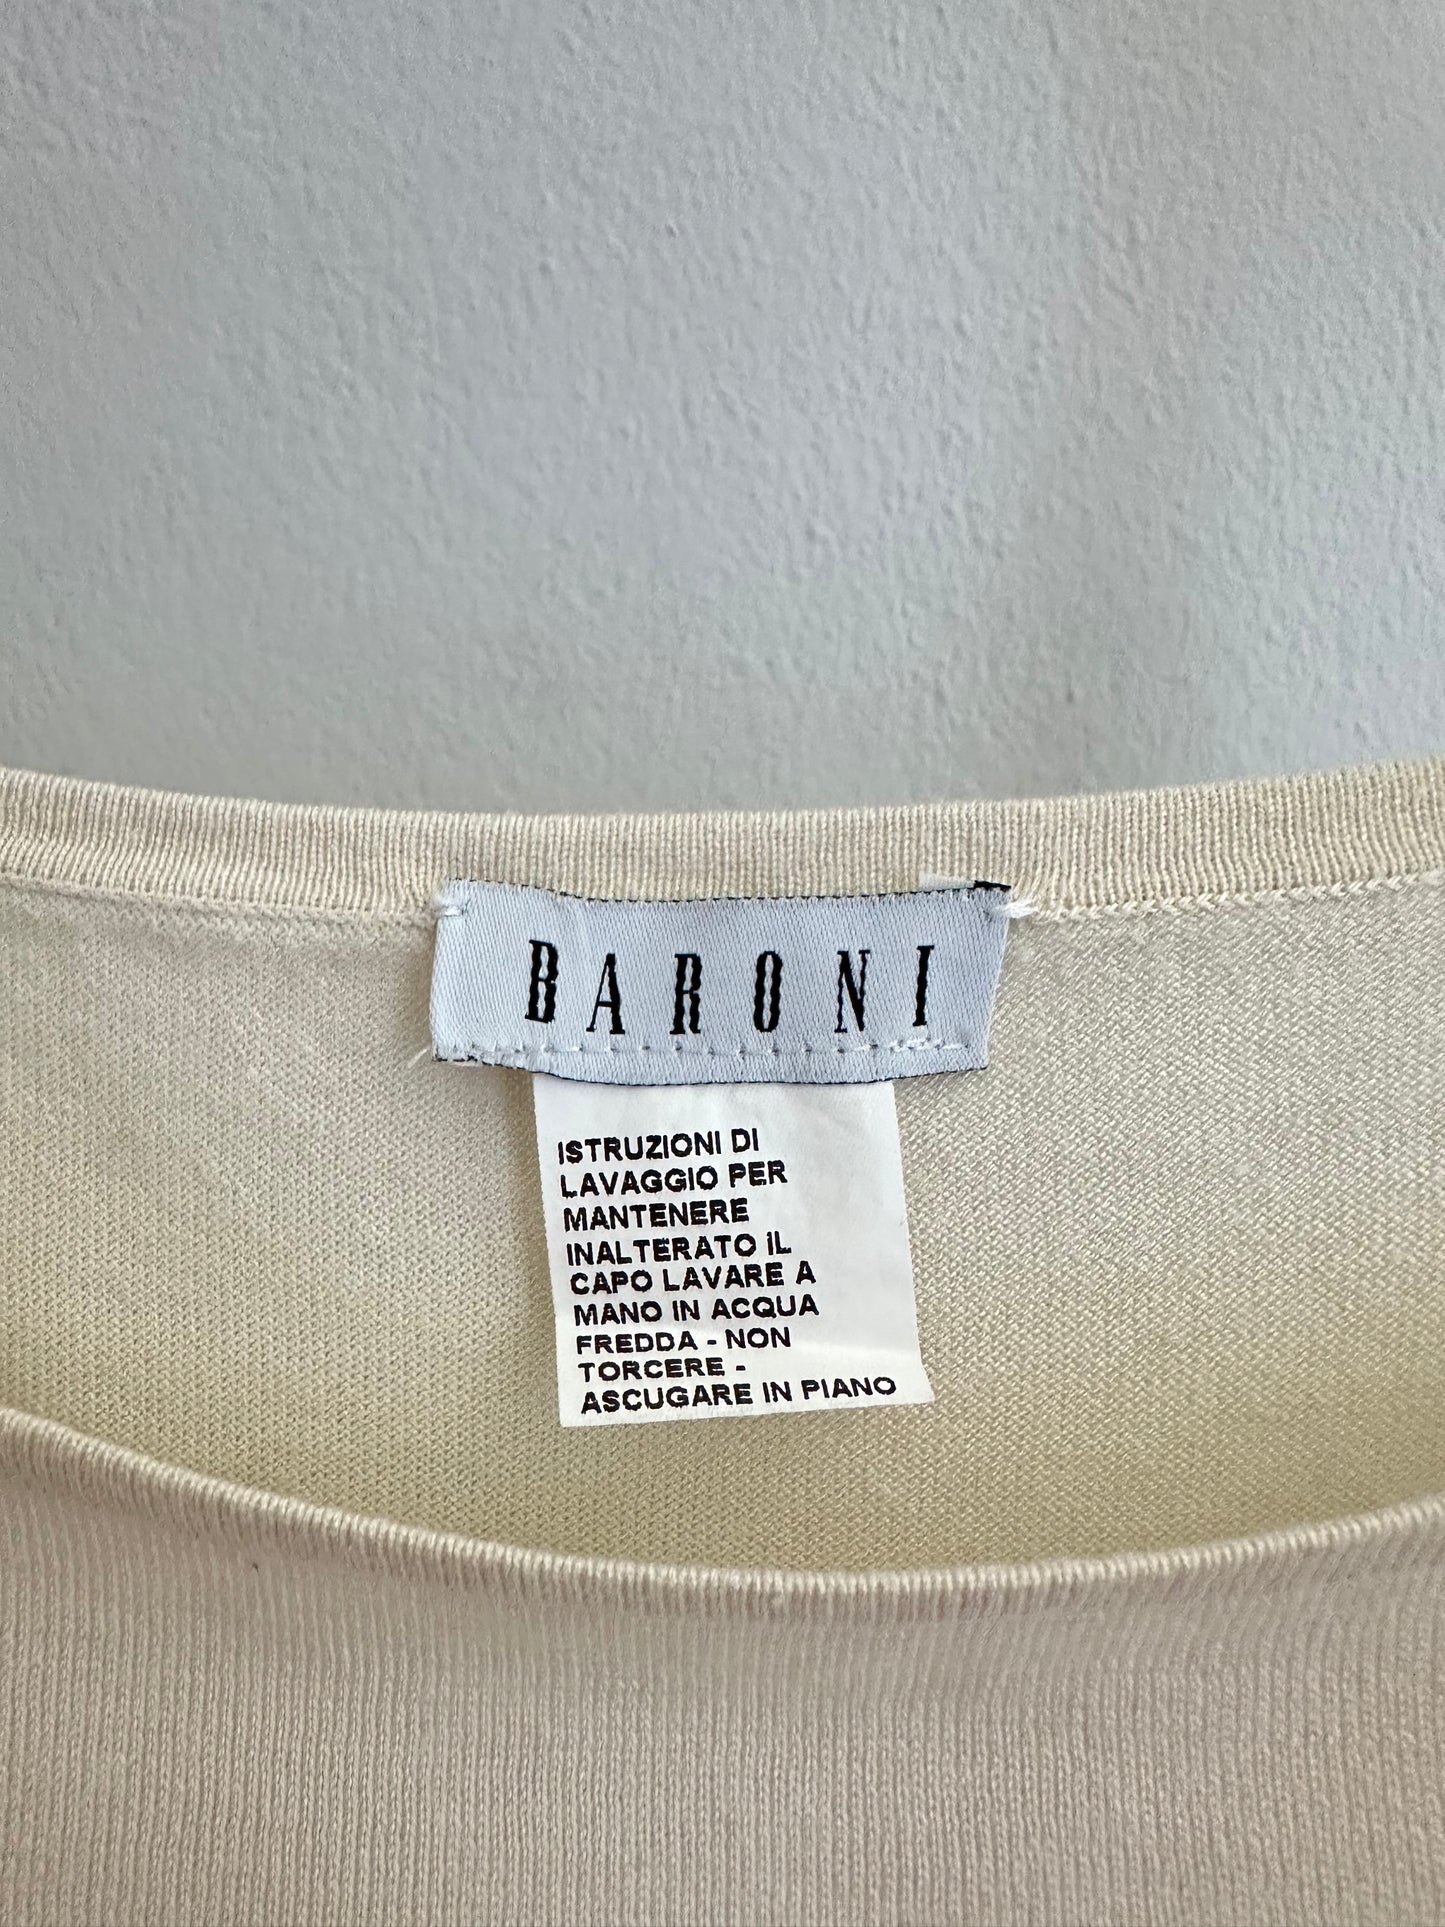 BARONI
ISTRUZIONI DI
LAVAGGIO PER
MANTENERE
INALTERATO IL
CAPO LAVARE A
MANO IN ACQUA
FREDDA - NON
TORCERE -
ASCUGARE IN PIANO